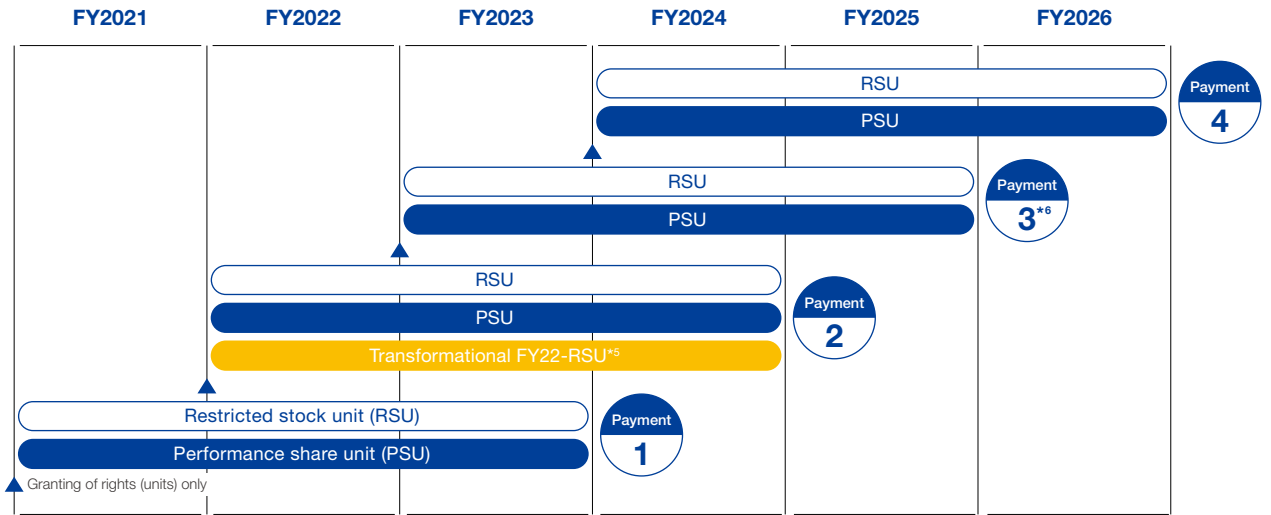 FY2021 FY2022 FY2023 FY2024 FY2025 FY2026
RSU
PSU
Payment
4
RSU
PSU
Payment
3*6
RSU
PSU
Transformational FY22-RSU*5
Payment
2
Restricted stock unit (RSU)
Performance share unit (PSU)
Payment
1
Granting of rights (units) only